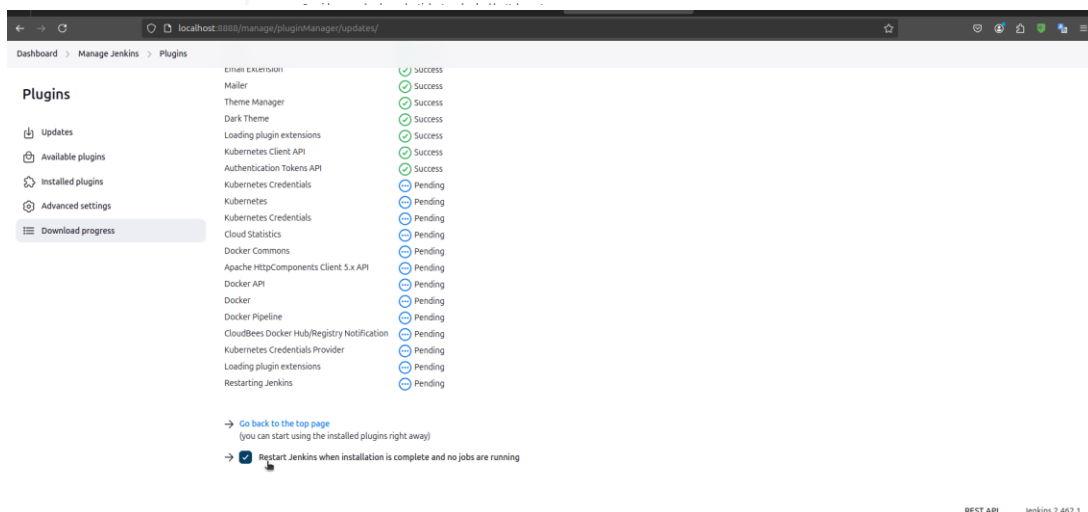 localhost:8888/manage/pluginManager/updates/
Dashboard > Manage Jenkins > Plugins
Plugins
Updates
Available plugins
Installed plugins
Advanced settings
Download progress
Email Extension Success
Mailer Success
Theme Manager Success
Dark Theme Success
Loading plugin extensions Success
Kubernetes Client API Success
Authentication Tokens API Success
Kubernetes Credentials Pending
Kubernetes Pending
Kubernetes Credentials Pending
Cloud Statistics Pending
Docker Commons Pending
Apache HttpComponents Client 5.x API Pending
Docker API Pending
Docker Pending
Docker Pipeline Pending
CloudBees Docker Hub/Registry Notification Pending
Kubernetes Credentials Provider Pending
Loading plugin extensions Pending
Restarting Jenkins Pending
→ Go back to the top page
(you can start using the installed plugins right away)
→ Restart Jenkins when installation is complete and no jobs are running
REST API Jenkins 2.462.1